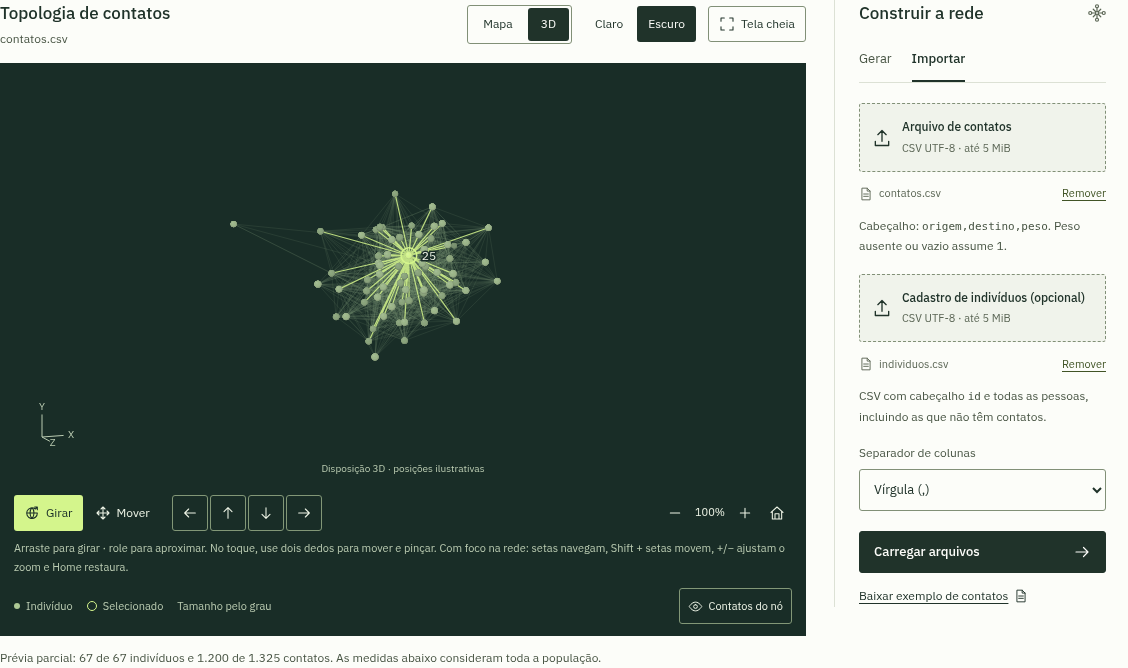 Topologia de contatos
contatos.csv
Mapa
3D
Claro
Escuro
Tela cheia
25
Y
X
Z
Disposição 3D · posições ilustrativas
Girar
Mover
100%
Arraste para girar · role para aproximar. No toque, use dois dedos para mover e pinçar. Com foco na rede: setas navegam, Shift + setas movem, +/− ajustam o
zoom e Home restaura.
Indivíduo
Selecionado
Tamanho pelo grau
Contatos do nó
Prévia parcial: 67 de 67 indivíduos e 1.200 de 1.325 contatos. As medidas abaixo consideram toda a população.
Construir a rede
Gerar
Importar
Arquivo de contatos
CSV UTF-8 · até 5 MiB
contatos.csv
Remover
Cabeçalho: origem,destino,peso. Peso
ausente ou vazio assume 1.
Cadastro de indivíduos (opcional)
CSV UTF-8 · até 5 MiB
individuos.csv
Remover
CSV com cabeçalho id e todas as pessoas,
incluindo as que não têm contatos.
Separador de colunas
Vírgula (,)
Carregar arquivos
Baixar exemplo de contatos